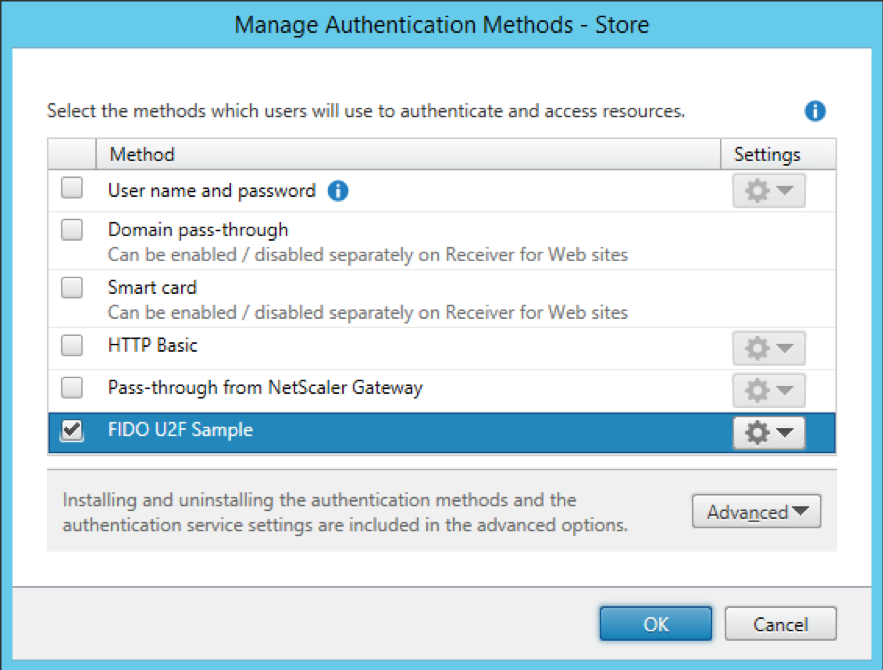 Manage Authentication Methods - Store
Select the methods which users will use to authenticate and access resources.
Method Settings
User name and password
Domain pass-through
Can be enabled / disabled separately on Receiver for Web sites
Smart card
Can be enabled / disabled separately on Receiver for Web sites
HTTP Basic
Pass-through from NetScaler Gateway
FIDO U2F Sample
Installing and uninstalling the authentication methods and the
authentication service settings are included in the advanced options.
Advanced
OK Cancel